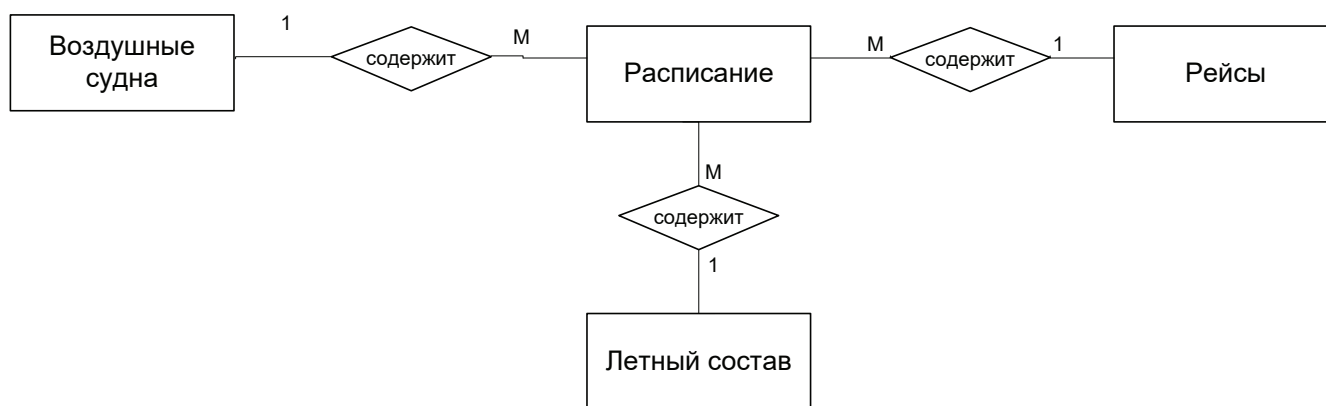 Воздушные
судна
1
содержит
М
Расписание
М
содержит
1
Рейсы
М
содержит
1
Летный состав